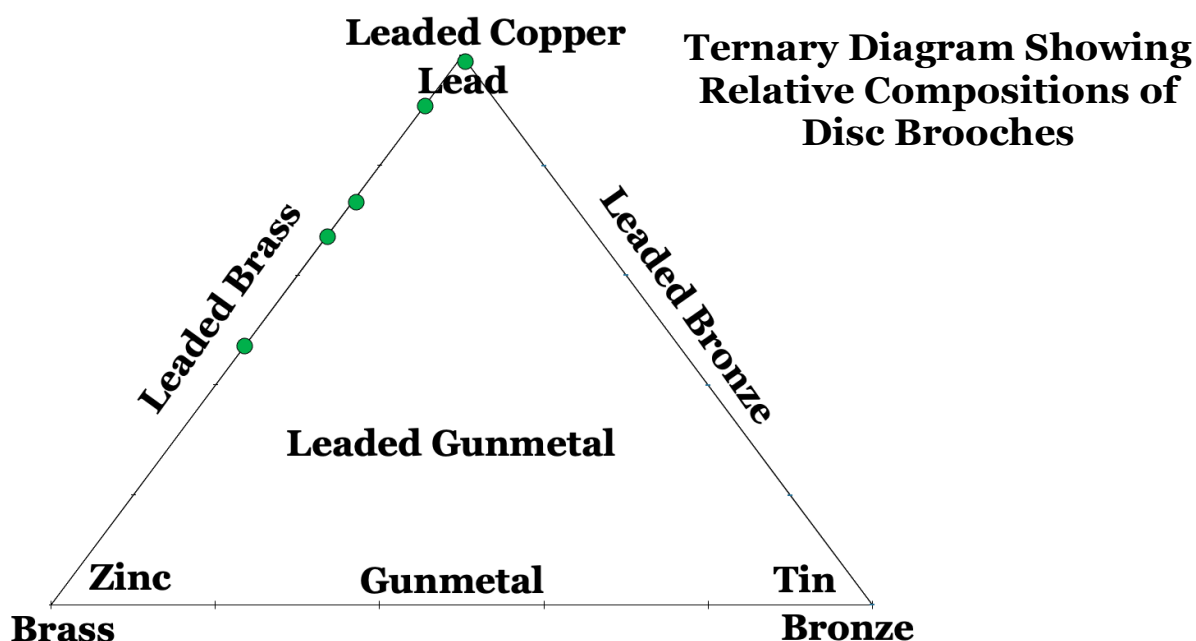 Leaded Copper
Lead
Ternary Diagram Showing
Relative Compositions of
Disc Brooches
Leaded Brass
Leaded Bronze
Leaded Gunmetal
Zinc
Gunmetal
Tin
Brass
Bronze